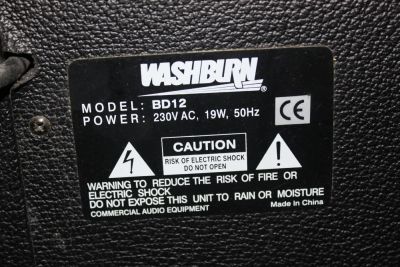 WASHBURN®
MODEL: BD12
POWER: 230V AC, 19W, 50Hz
CE
CAUTION
RISK OF ELECTRIC SHOCK
DO NOT OPEN
WARNING TO REDUCE THE RISK OF FIRE OR
ELECTRIC SHOCK
DO NOT EXPOSE THIS UNIT TO RAIN OR MOISTURE
COMMERCIAL AUDIO EQUIPMENT
Made in China